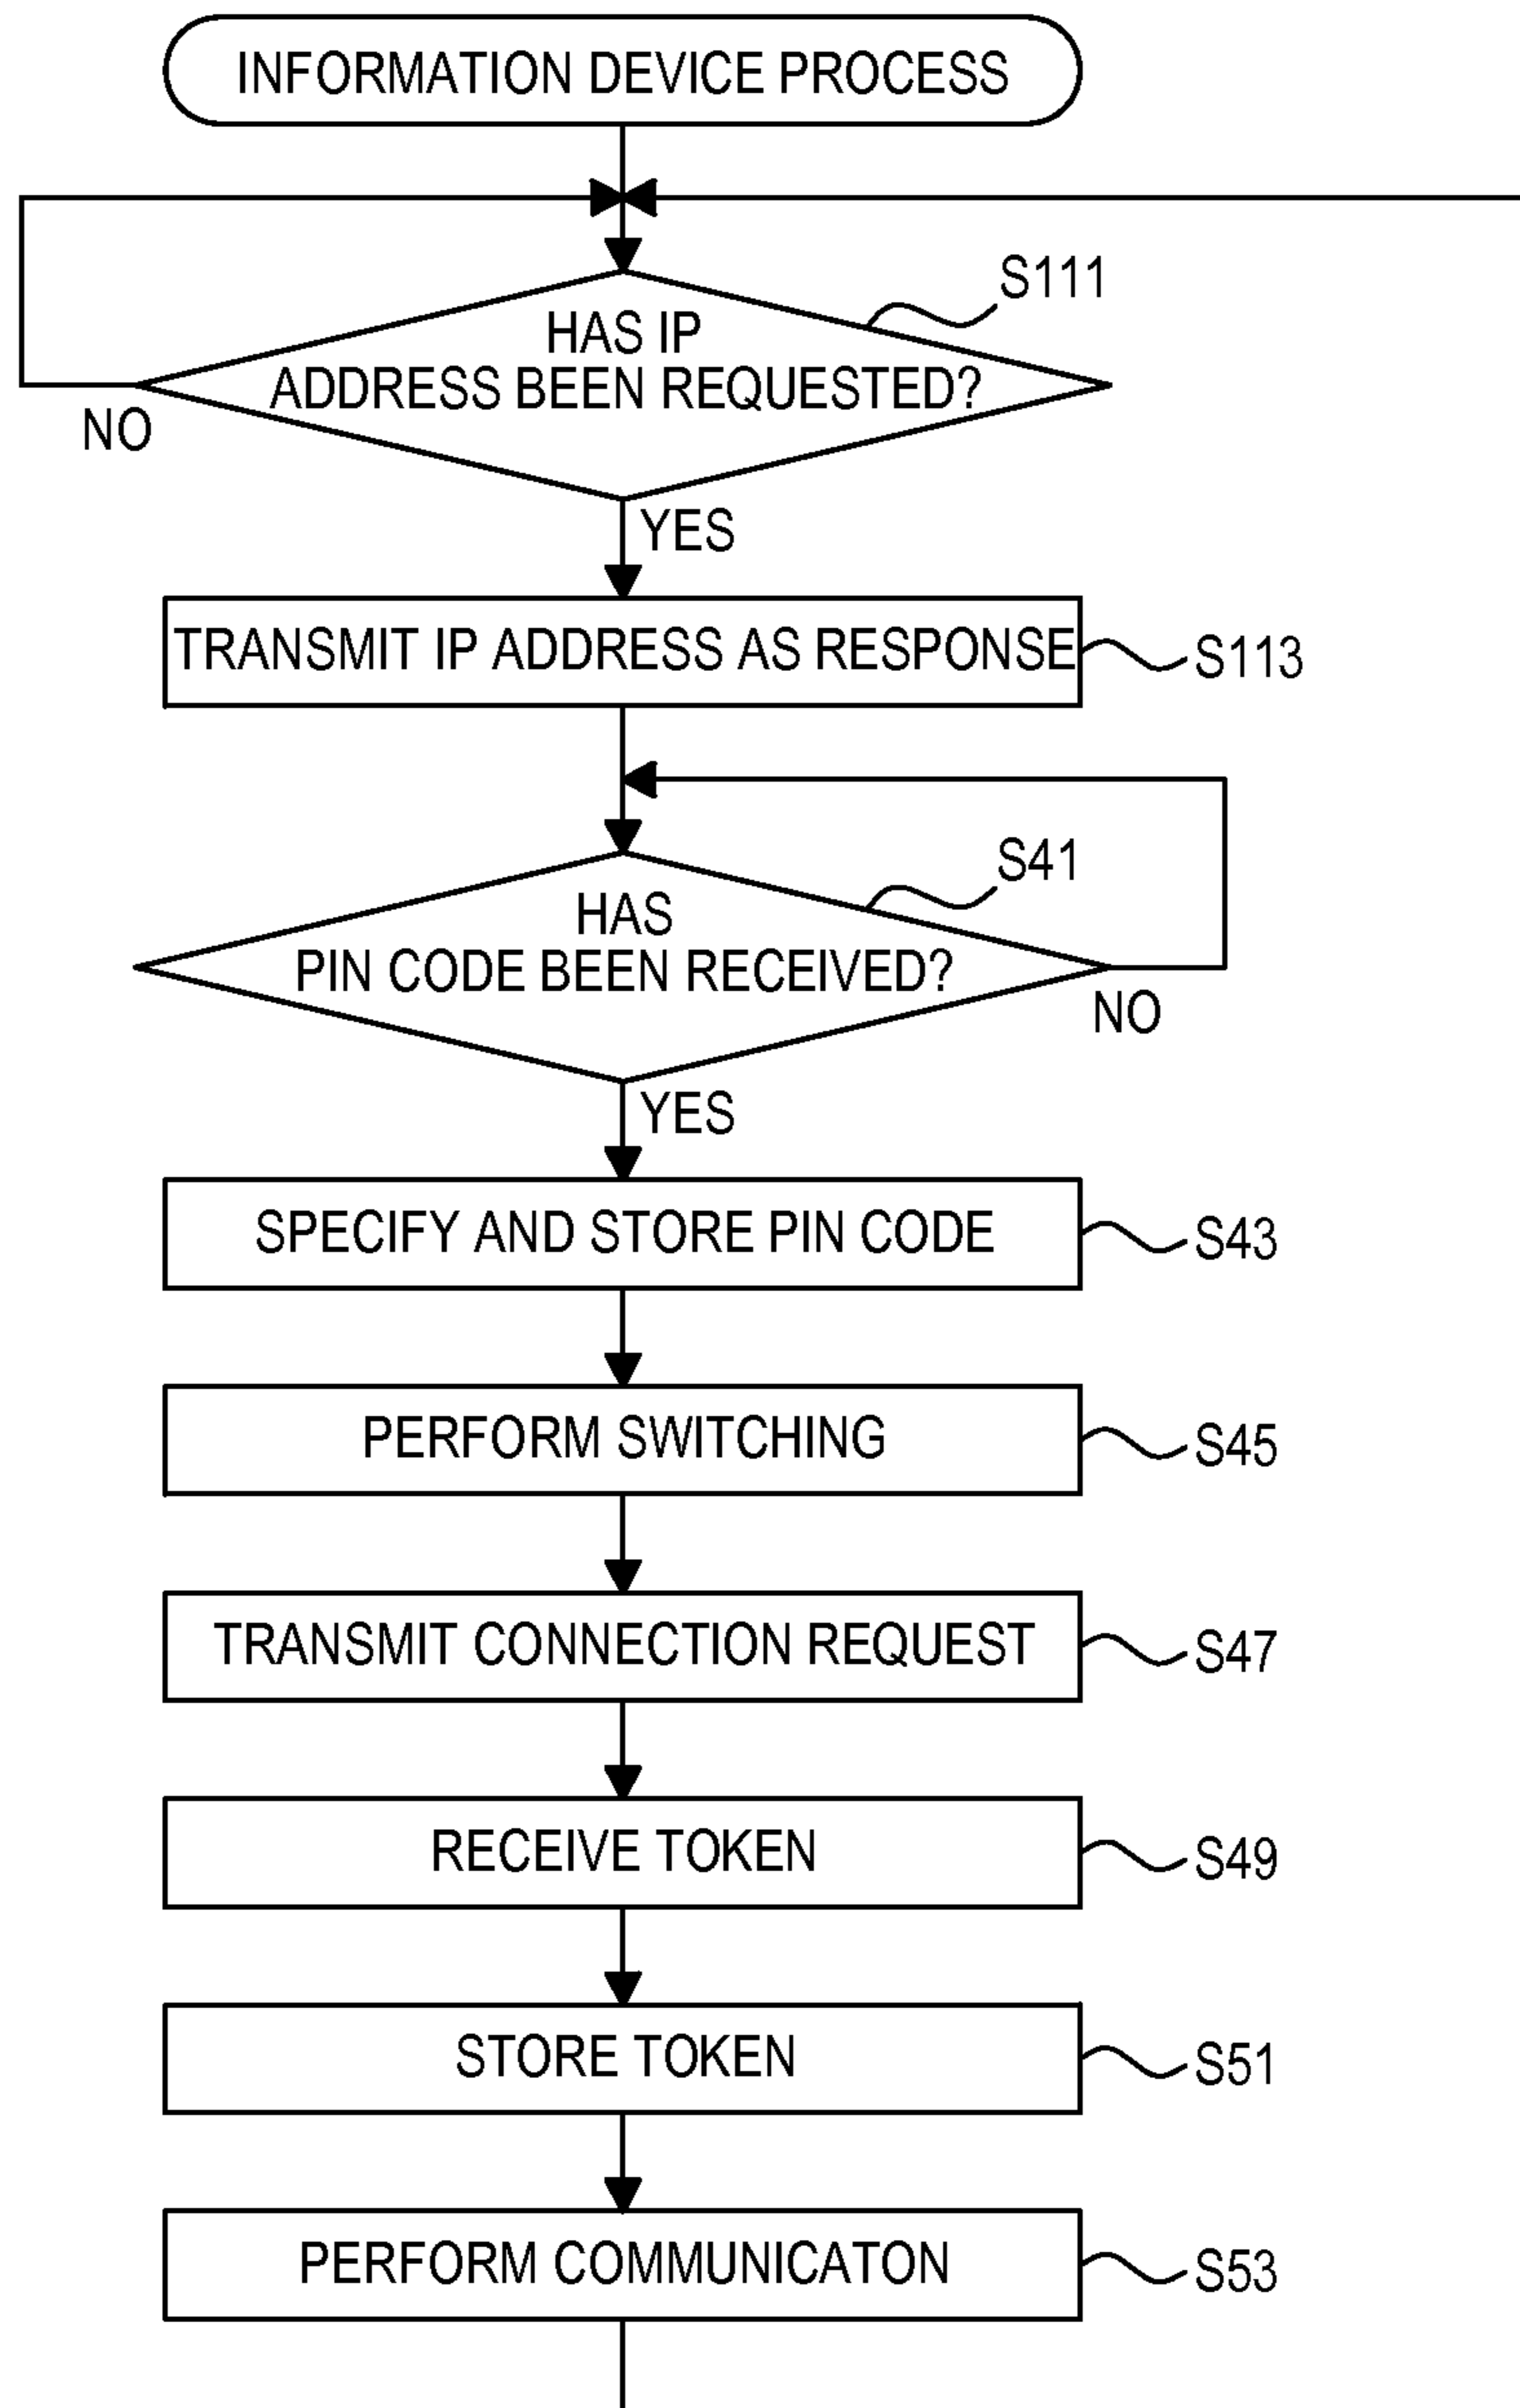 INFORMATION DEVICE PROCESS
S111
HAS IP
ADDRESS BEEN REQUESTED?
NO
YES
TRANSMIT IP ADDRESS AS RESPONSE
S113
S41
HAS
PIN CODE BEEN RECEIVED?
NO
YES
SPECIFY AND STORE PIN CODE
S43
PERFORM SWITCHING
S45
TRANSMIT CONNECTION REQUEST
S47
RECEIVE TOKEN
S49
STORE TOKEN
S51
PERFORM COMMUNICATON
S53